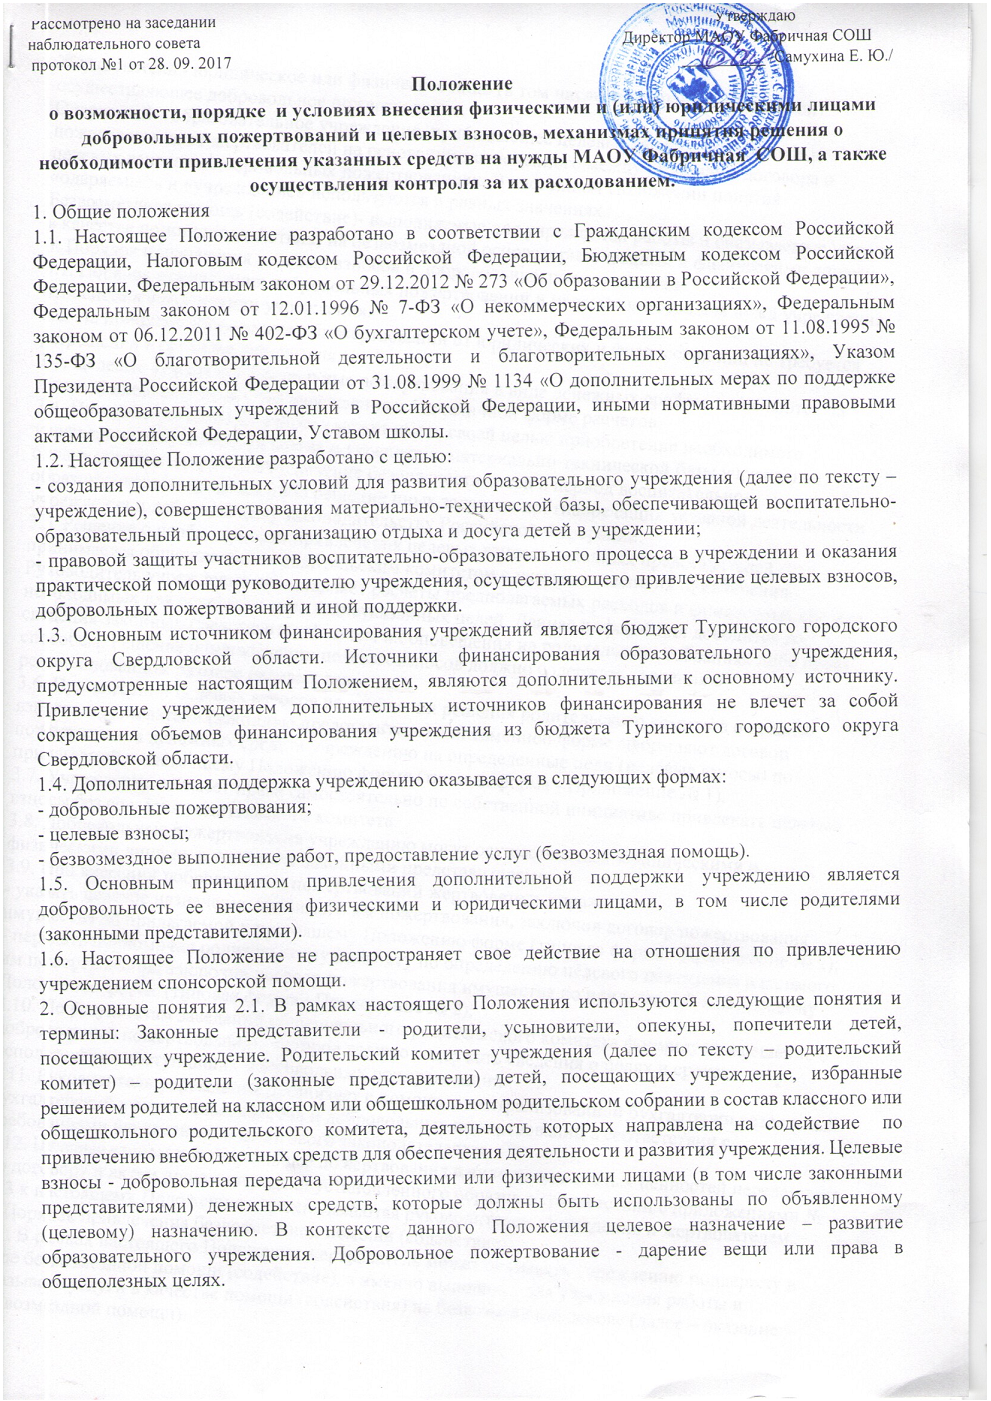 Рассмотрено на заседании
наблюдательного совета
протокол №1 от 28. 09. 2017
Утверждаю
Директор МАОУ Фабричная СОШ
/Самухина Е. Ю./
Положение
о возможности, порядке и условиях внесения физическими и (или) юридическими лицами
добровольных пожертвований и целевых взносов, механизмах принятия решения о
необходимости привлечения указанных средств на нужды МАОУ Фабричная СОШ, а также
осуществления контроля за их расходованием.
1. Общие положения
1.1. Настоящее Положение разработано в соответствии с Гражданским кодексом Российской
Федерации, Налоговым кодексом Российской Федерации, Бюджетным кодексом Российской
Федерации, Федеральным законом от 29.12.2012 № 273 «Об образовании в Российской Федерации»,
Федеральным законом от 12.01.1996 № 7-ФЗ «О некоммерческих организациях», Федеральным
законом от 06.12.2011 № 402-ФЗ «О бухгалтерском учете», Федеральным законом от 11.08.1995 №
135-ФЗ «О благотворительной деятельности и благотворительных организациях», Указом
Президента Российской Федерации от 31.08.1999 № 1134 «О дополнительных мерах по поддержке
общеобразовательных учреждений в Российской Федерации, иными нормативными правовыми
актами Российской Федерации, Уставом школы.
1.2. Настоящее Положение разработано с целью:
- создания дополнительных условий для развития образовательного учреждения (далее по тексту –
учреждение), совершенствования материально-технической базы, обеспечивающей воспитательно-
образовательный процесс, организацию отдыха и досуга детей в учреждении;
- правовой защиты участников воспитательно-образовательного процесса в учреждении и оказания
практической помощи руководителю учреждения, осуществляющего привлечение целевых взносов,
добровольных пожертвований и иной поддержки.
1.3. Основным источником финансирования учреждений является бюджет Туринского городского
округа Свердловской области. Источники финансирования образовательного учреждения,
предусмотренные настоящим Положением, являются дополнительными к основному источнику.
Привлечение учреждением дополнительных источников финансирования не влечет за собой
сокращения объемов финансирования учреждения из бюджета Туринского городского округа
Свердловской области.
1.4. Дополнительная поддержка учреждению оказывается в следующих формах:
- добровольные пожертвования;
- целевые взносы;
- безвозмездное выполнение работ, предоставление услуг (безвозмездная помощь).
1.5. Основным принципом привлечения дополнительной поддержки учреждению является
добровольность ее внесения физическими и юридическими лицами, в том числе родителями
(законными представителями).
1.6. Настоящее Положение не распространяет свое действие на отношения по привлечению
учреждением спонсорской помощи.
2. Основные понятия 2.1. В рамках настоящего Положения используются следующие понятия и
термины: Законные представители - родители, усыновители, опекуны, попечители детей,
посещающих учреждение. Родительский комитет учреждения (далее по тексту – родительский
комитет) – родители (законные представители) детей, посещающих учреждение, избранные
решением родителей на классном или общешкольном родительском собрании в состав классного или
общешкольного родительского комитета, деятельность которых направлена на содействие по
привлечению внебюджетных средств для обеспечения деятельности и развития учреждения. Целевые
взносы - добровольная передача юридическими или физическими лицами (в том числе законными
представителями) денежных средств, которые должны быть использованы по объявленному
(целевому) назначению. В контексте данного Положения целевое назначение – развитие
образовательного учреждения. Добровольное пожертвование - дарение вещи или права в
общеполезных целях.